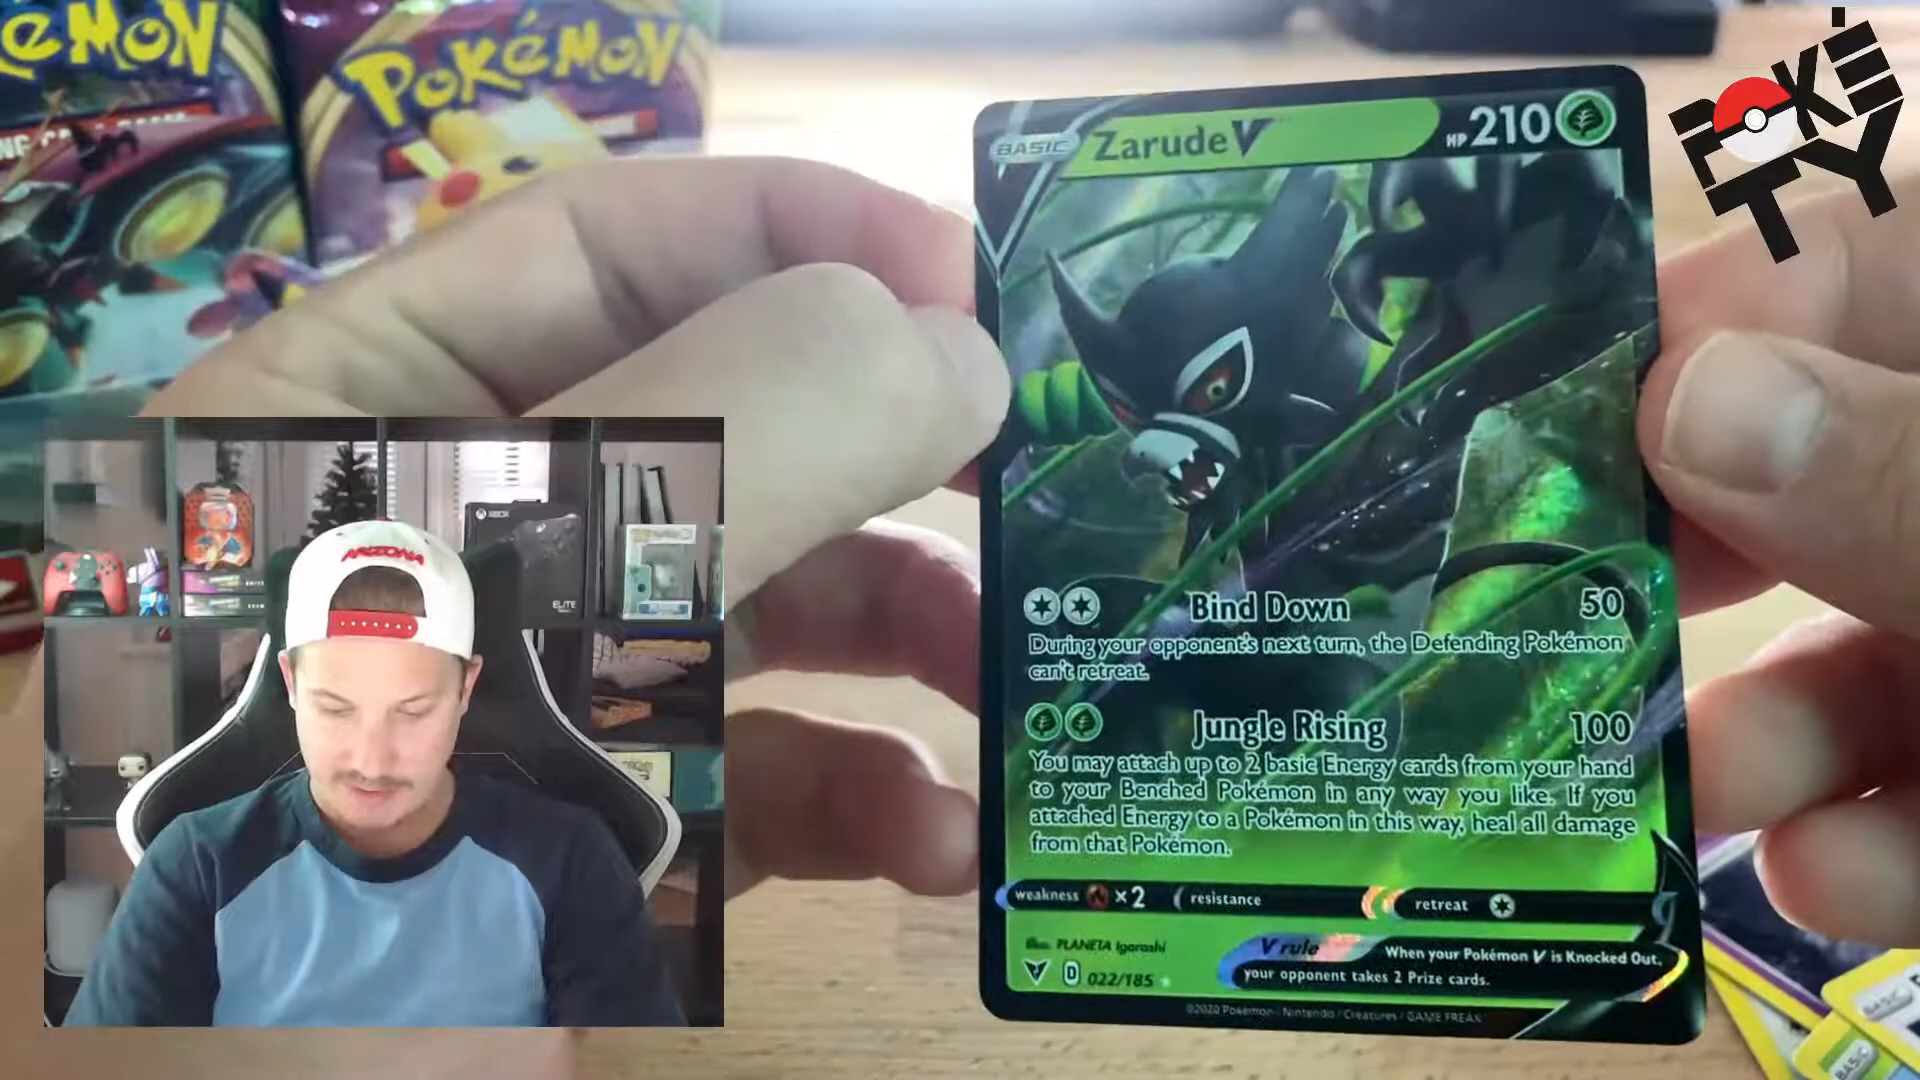 POKÉMON
POKÉ
TY
BASIC
Zarude V
HP 210
Bind Down 50
During your opponent's next turn, the Defending Pokémon
can't retreat.
Jungle Rising 100
You may attach up to 2 basic Energy cards from your hand
to your Benched Pokémon in any way you like. If you
attached Energy to a Pokémon in this way, heal all damage
from that Pokémon.
weakness ×2 resistance retreat
Illus. PLANETA Igarashi
D 022/185
V rule When your Pokémon V is Knocked Out,
your opponent takes 2 Prize cards.
©2020 Pokémon / Nintendo / Creatures / GAME FREAK
ARIZONA
XBOX
ELITE
BASIC
BASIC